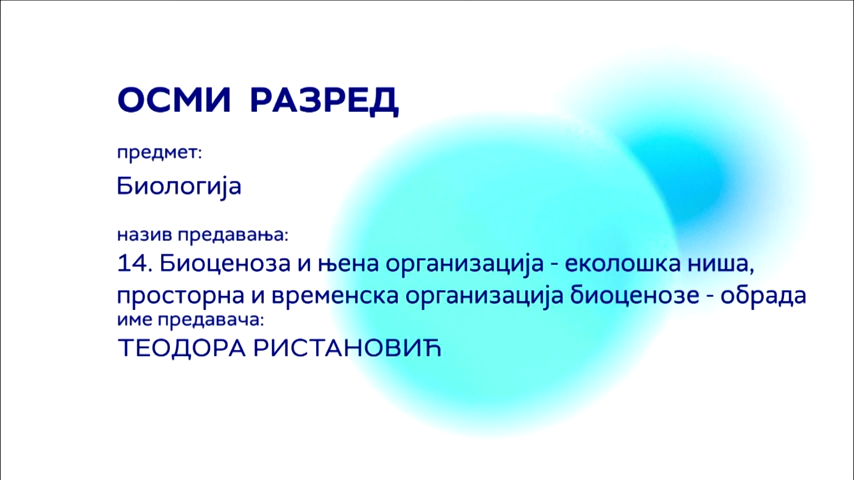 ОСМИ РАЗРЕД
предмет:
Биологија
назив предавања:
14. Биоценоза и њена организација - еколошка ниша,
просторна и временска организација биоценозе - обрада
име предавача:
ТЕОДОРА РИСТАНОВИЋ